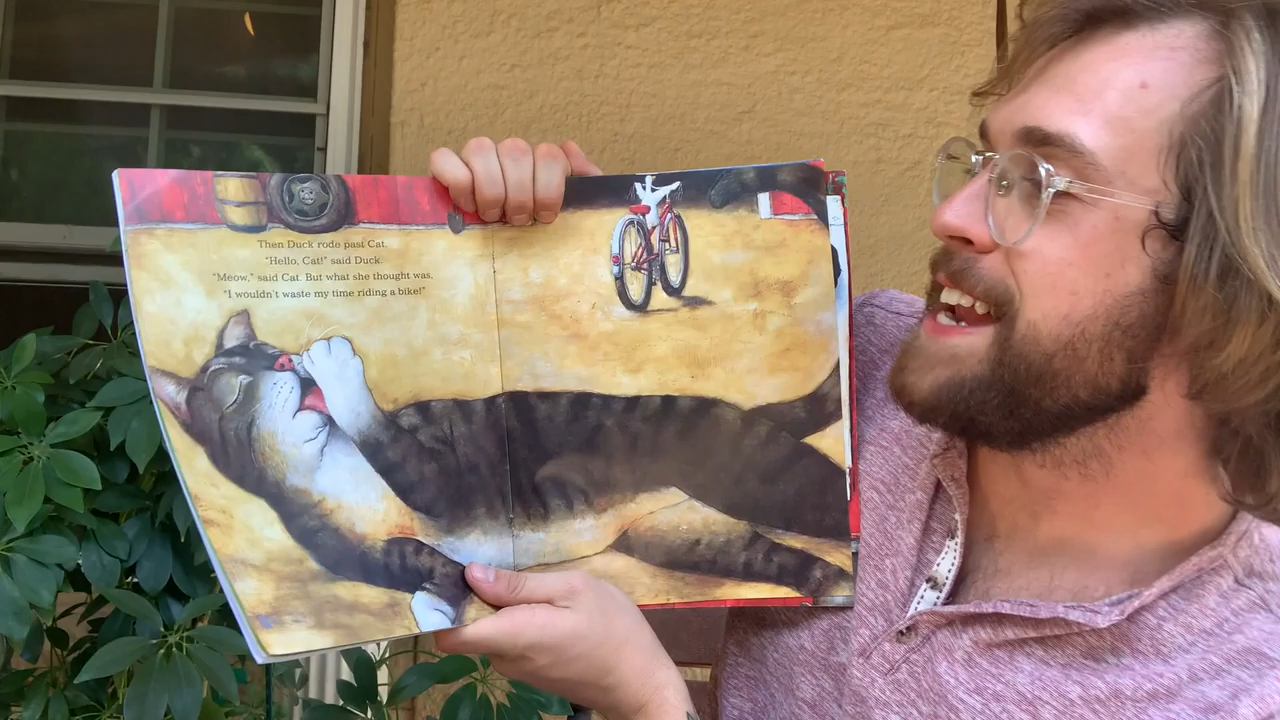 Then Duck rode past Cat.
"Hello, Cat!" said Duck.
"Meow," said Cat. But what she thought was,
"I wouldn't waste my time riding a bike!"